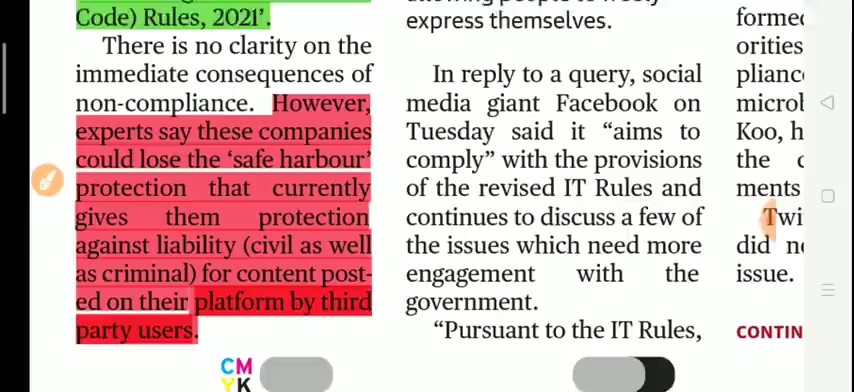 Code) Rules, 2021’.
There is no clarity on the
immediate consequences of
non-compliance. However,
experts say these companies
could lose the ‘safe harbour’
protection that currently
gives them protection
against liability (civil as well
as criminal) for content post-
ed on their platform by third
party users.
express themselves.
In reply to a query, social
media giant Facebook on
Tuesday said it “aims to
comply” with the provisions
of the revised IT Rules and
continues to discuss a few of
the issues which need more
engagement with the
government.
“Pursuant to the IT Rules,
orities
Koo, h
the
ments
Twi
did
issue.
CONTIN
CM
YK